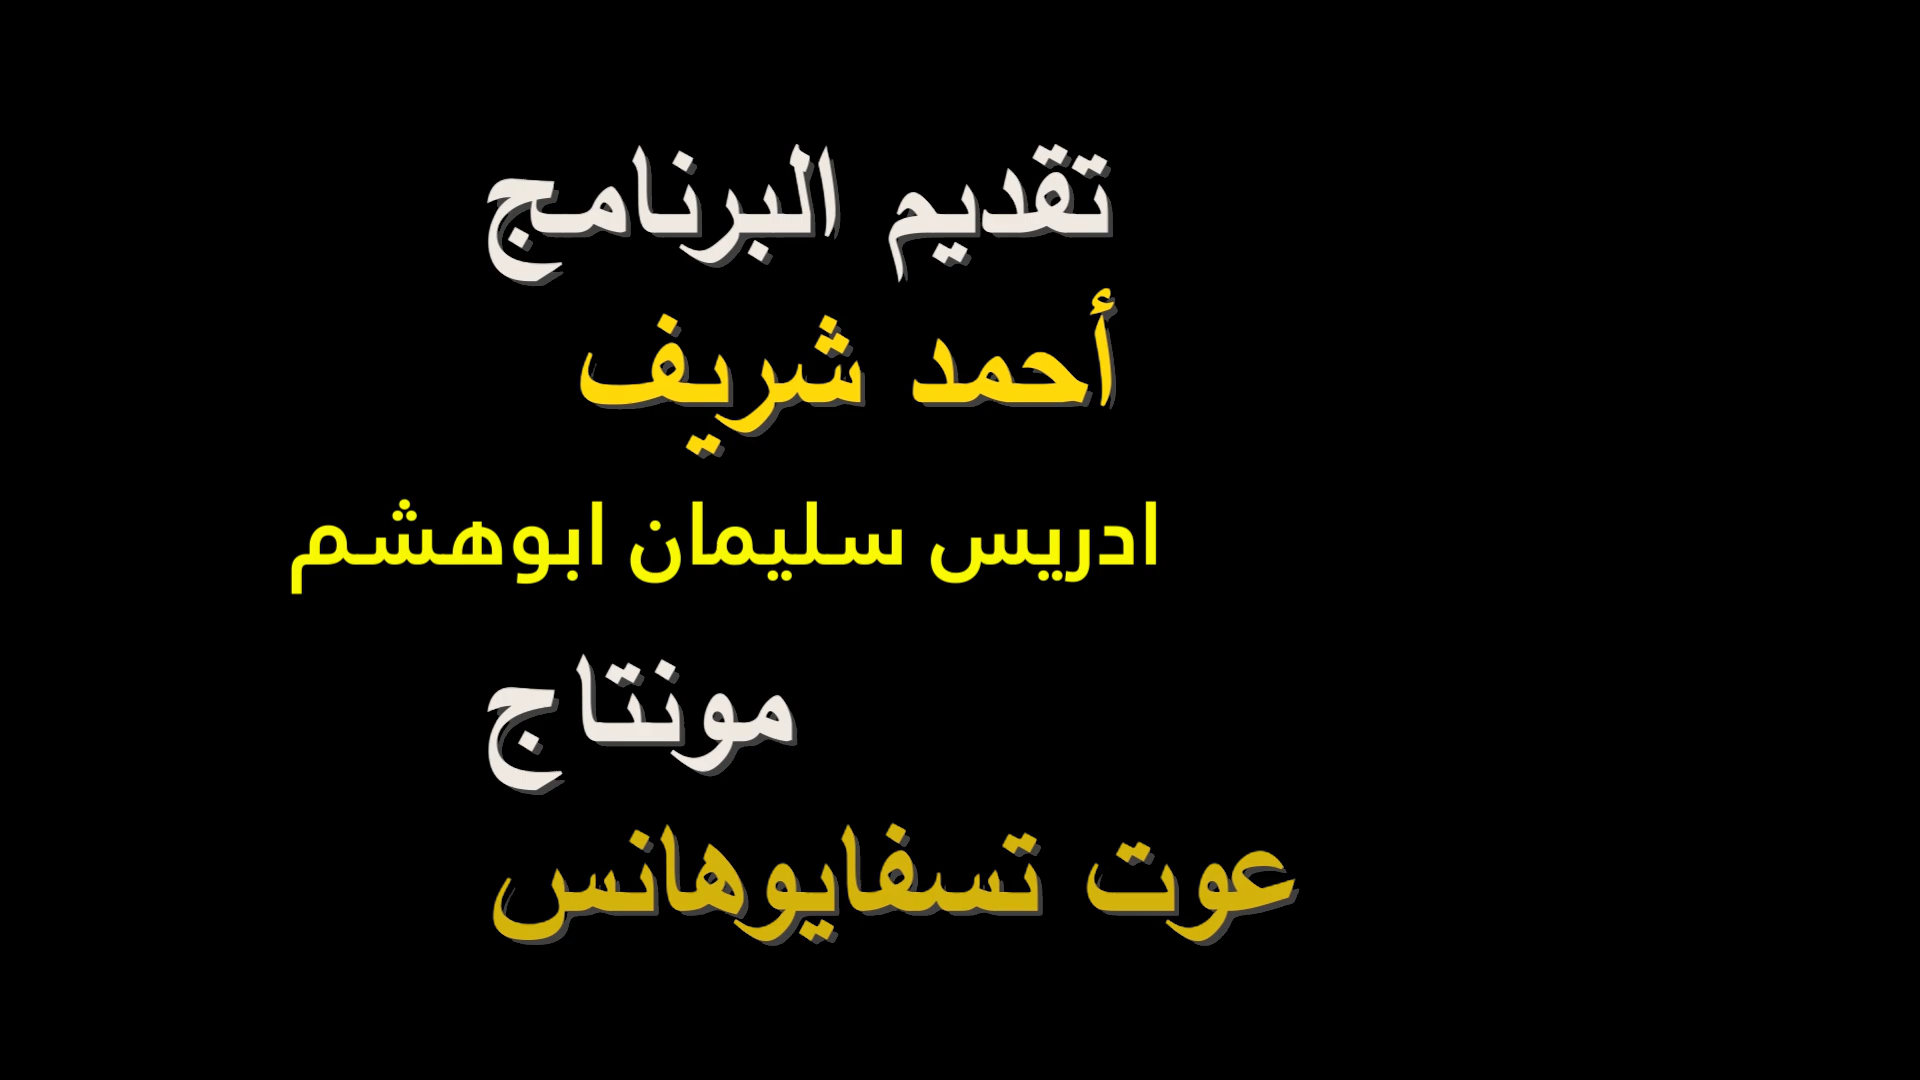 تقديم البرنامج
أحمد شريف
ادريس سليمان ابوهشم
مونتاج
عوت تسفايوهانس